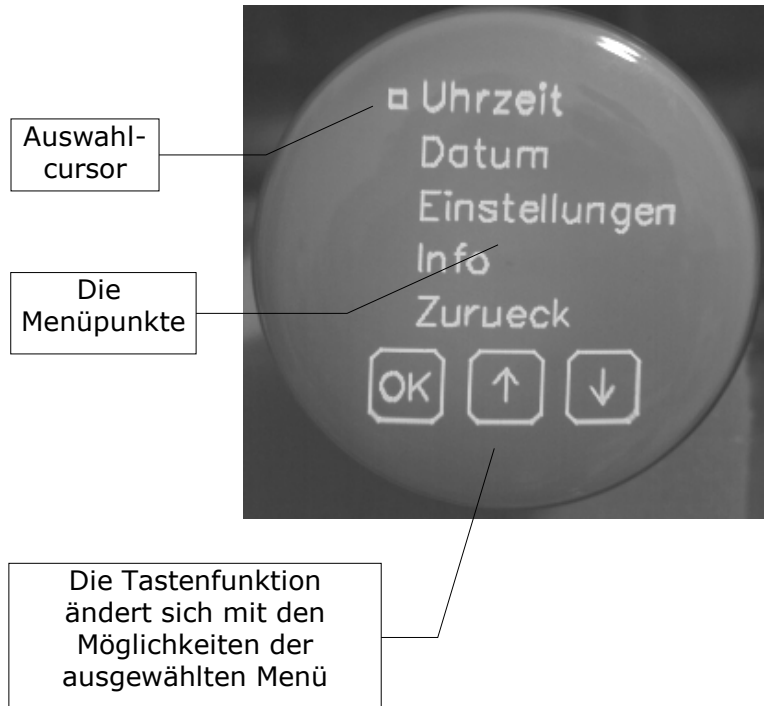 Uhrzeit
Auswahl-
cursor
Datum
Einstellungen
Info
Die
Menüpunkte
Zurueck
OK ↑ ↓
Die Tastenfunktion
ändert sich mit den
Möglichkeiten der
ausgewählten Menü